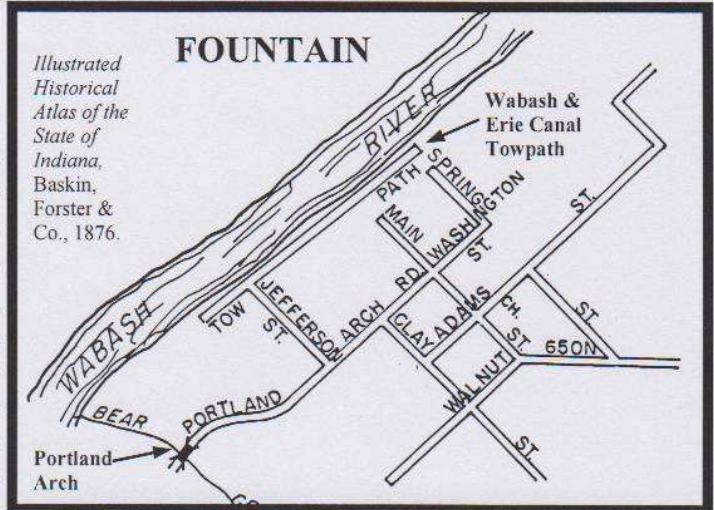 FOUNTAIN
Illustrated
Historical
Atlas of the
State of
Indiana,
Baskin,
Forster &
Co., 1876.
Wabash &
Erie Canal
Towpath
WABASH RIVER
TOW PATH
SPRING
MAIN
WASHINGTON ST.
JEFFERSON ST.
PORTLAND ARCH RD.
CLAY ST.
ADAMS ST.
CH. ST.
ST.
WALNUT
650N
BEAR
Portland
Arch